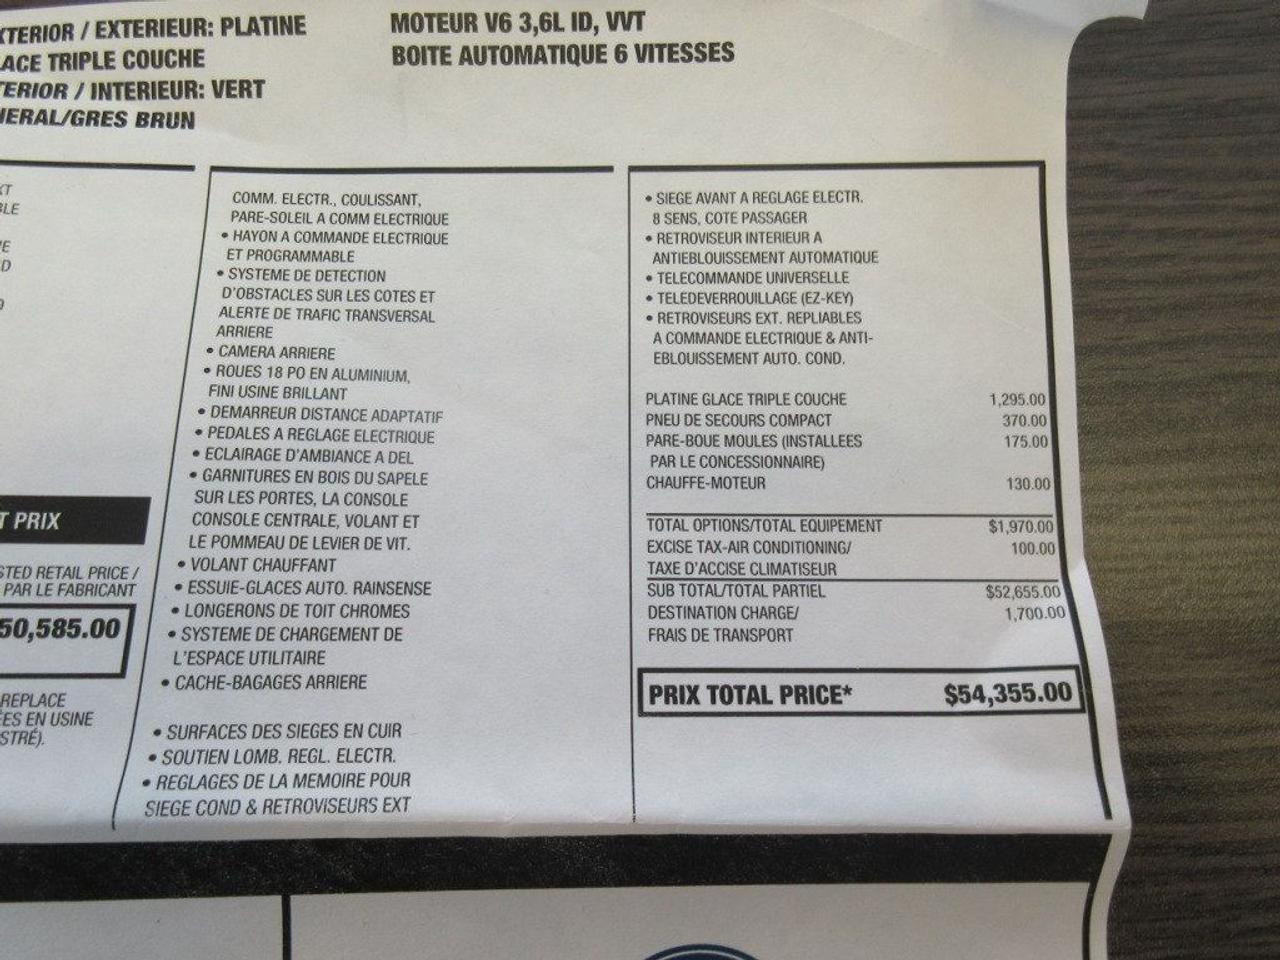 EXTERIOR / EXTERIEUR: PLATINE
GLACE TRIPLE COUCHE
INTERIOR / INTERIEUR: VERT
MINERAL/GRES BRUN
MOTEUR V6 3,6L ID, VVT
BOITE AUTOMATIQUE 6 VITESSES
T PRIX
STED RETAIL PRICE /
PAR LE FABRICANT
50,585.00
REPLACE
ÉES EN USINE
STRÉ).
COMM. ELECTR., COULISSANT,
PARE-SOLEIL A COMM ELECTRIQUE
• HAYON A COMMANDE ELECTRIQUE
ET PROGRAMMABLE
• SYSTEME DE DETECTION
D'OBSTACLES SUR LES COTES ET
ALERTE DE TRAFIC TRANSVERSAL
ARRIERE
• CAMERA ARRIERE
• ROUES 18 PO EN ALUMINIUM,
FINI USINE BRILLANT
• DEMARREUR DISTANCE ADAPTATIF
• PEDALES A REGLAGE ELECTRIQUE
• ECLAIRAGE D'AMBIANCE A DEL
• GARNITURES EN BOIS DU SAPELE
SUR LES PORTES, LA CONSOLE
CONSOLE CENTRALE, VOLANT ET
LE POMMEAU DE LEVIER DE VIT.
• VOLANT CHAUFFANT
• ESSUIE-GLACES AUTO. RAINSENSE
• LONGERONS DE TOIT CHROMES
• SYSTEME DE CHARGEMENT DE
L'ESPACE UTILITAIRE
• CACHE-BAGAGES ARRIERE
• SURFACES DES SIEGES EN CUIR
• SOUTIEN LOMB. REGL. ELECTR.
• REGLAGES DE LA MEMOIRE POUR
SIEGE COND & RETROVISEURS EXT
• SIEGE AVANT A REGLAGE ELECTR.
8 SENS, COTE PASSAGER
• RETROVISEUR INTERIEUR A
ANTIEBLOUISSEMENT AUTOMATIQUE
• TELECOMMANDE UNIVERSELLE
• TELEDEVERROUILLAGE (EZ-KEY)
• RETROVISEURS EXT. REPLIABLES
A COMMANDE ELECTRIQUE & ANTI-
EBLOUISSEMENT AUTO. COND.
PLATINE GLACE TRIPLE COUCHE 1,295.00
PNEU DE SECOURS COMPACT 370.00
PARE-BOUE MOULES (INSTALLEES 175.00
PAR LE CONCESSIONNAIRE)
CHAUFFE-MOTEUR 130.00
TOTAL OPTIONS/TOTAL EQUIPEMENT $1,970.00
EXCISE TAX-AIR CONDITIONING/ 100.00
TAXE D'ACCISE CLIMATISEUR
SUB TOTAL/TOTAL PARTIEL $52,655.00
DESTINATION CHARGE/ 1,700.00
FRAIS DE TRANSPORT
PRIX TOTAL PRICE* $54,355.00